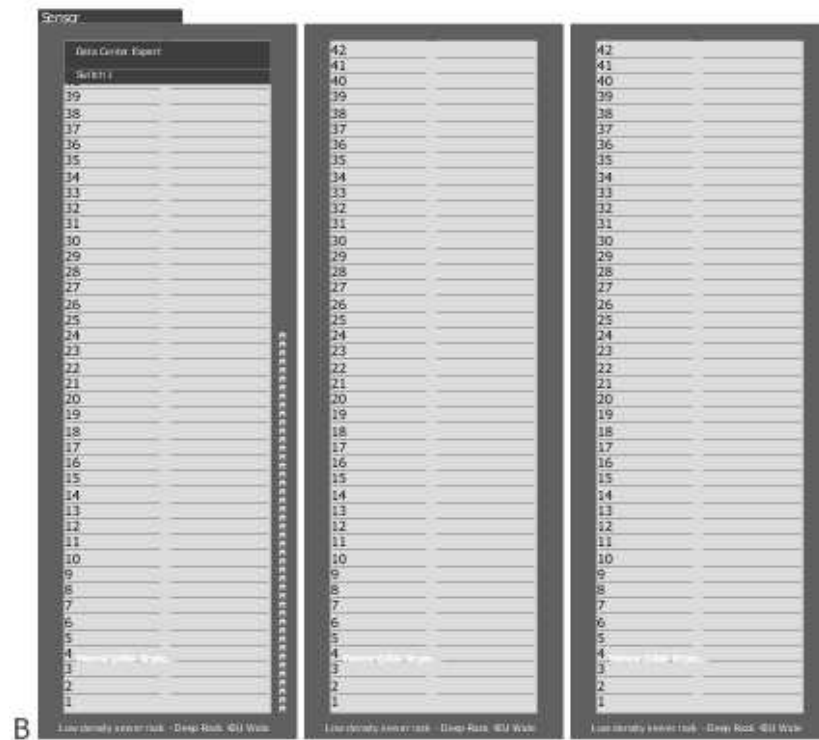 Sensor
Data Center Expert
Switch
42 42
41 41
40 40
39 39 39
38 38 38
37 37 37
36 36 36
35 35 35
34 34 34
33 33 33
32 32 32
31 31 31
30 30 30
29 29 29
28 28 28
27 27 27
26 26 26
25 25 25
24 24 24
23 23 23
22 22 22
21 21 21
20 20 20
19 19 19
18 18 18
17 17 17
16 16 16
15 15 15
14 14 14
13 13 13
12 12 12
11 11 11
10 10 10
9 9 9
8 8 8
7 7 7
6 6 6
5 5 5
4 4 4
3 3 3
2 2 2
1 1 1
B
Low density server rack - Deep Rack Wide Low density server rack - Deep Rack Wide Low density server rack - Deep Rack Wide